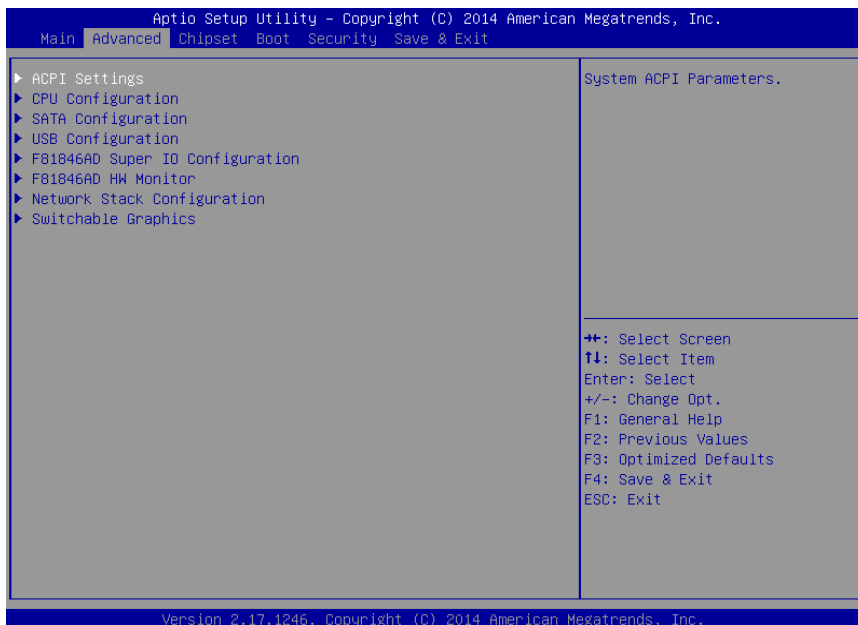 Aptio Setup Utility – Copyright (C) 2014 American Megatrends, Inc.
Main Advanced Chipset Boot Security Save & Exit
▶ ACPI Settings
▶ CPU Configuration
▶ SATA Configuration
▶ USB Configuration
▶ F81846AD Super IO Configuration
▶ F81846AD HW Monitor
▶ Network Stack Configuration
▶ Switchable Graphics
System ACPI Parameters.
→←: Select Screen
↑↓: Select Item
Enter: Select
+/-: Change Opt.
F1: General Help
F2: Previous Values
F3: Optimized Defaults
F4: Save & Exit
ESC: Exit
Version 2.17.1246. Copyright (C) 2014 American Megatrends, Inc.